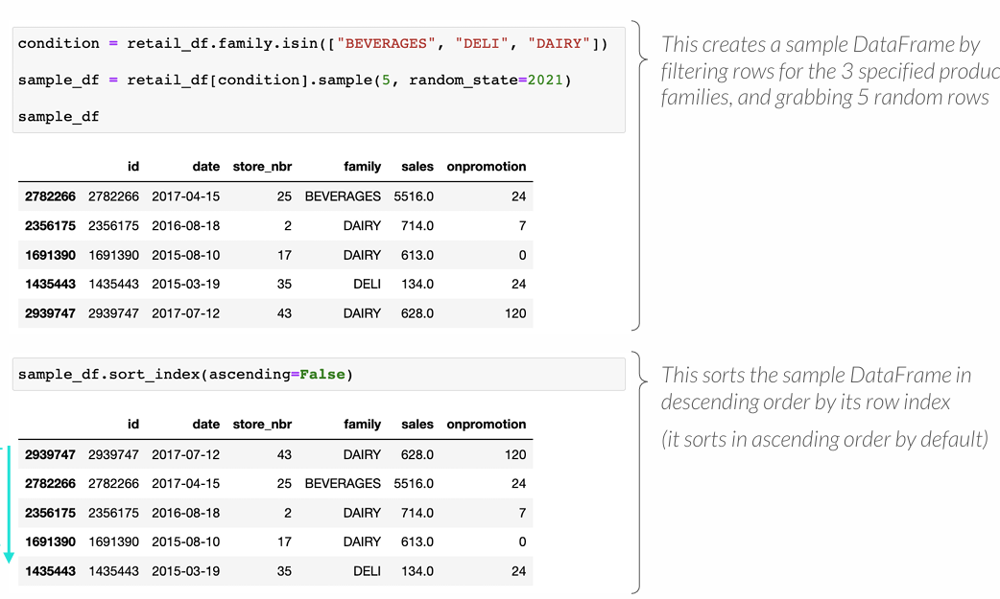 condition = retail_df.family.isin(["BEVERAGES", "DELI", "DAIRY"])
sample_df = retail_df[condition].sample(5, random_state=2021)
sample_df
This creates a sample DataFrame by
filtering rows for the 3 specified produc
families, and grabbing 5 random rows
id date store_nbr family sales onpromotion
2782266 2782266 2017-04-15 25 BEVERAGES 5516.0 24
2356175 2356175 2016-08-18 2 DAIRY 714.0 7
1691390 1691390 2015-08-10 17 DAIRY 613.0 0
1435443 1435443 2015-03-19 35 DELI 134.0 24
2939747 2939747 2017-07-12 43 DAIRY 628.0 120
sample_df.sort_index(ascending=False)
This sorts the sample DataFrame in
descending order by its row index
(it sorts in ascending order by default)
id date store_nbr family sales onpromotion
2939747 2939747 2017-07-12 43 DAIRY 628.0 120
2782266 2782266 2017-04-15 25 BEVERAGES 5516.0 24
2356175 2356175 2016-08-18 2 DAIRY 714.0 7
1691390 1691390 2015-08-10 17 DAIRY 613.0 0
1435443 1435443 2015-03-19 35 DELI 134.0 24